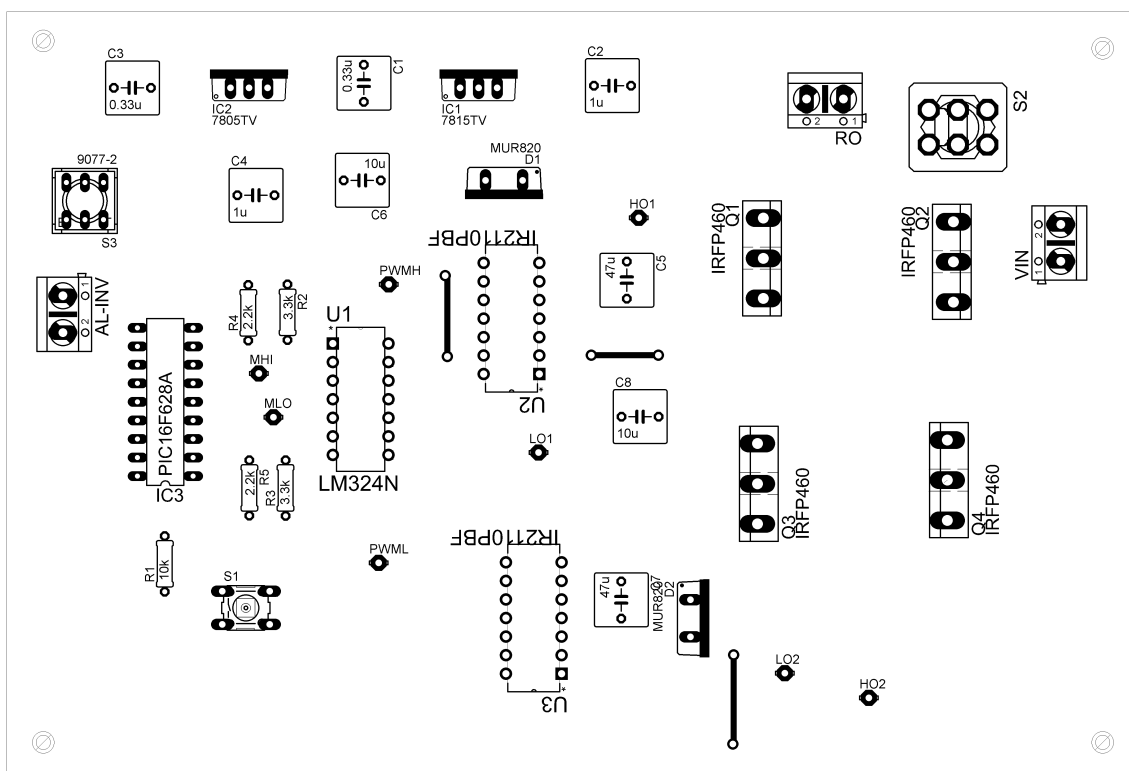 C3
0.33u
IC2
7805TV
0.33u
C1
IC1
7815TV
C2
1u
2
1
RO
S2
9077-2
S3
C4
1u
10u
C6
MUR820
D1
HO1
IRFP460
Q1
IRFP460
Q2
VIN
2
1
AL-INV
1
2
R4
2.2k
3.3k
R2
PWMH
IR2110PBF
*
U2
47u
C5
U1
*
LM324N
MHI
MLO
PIC16F628A
IC3
C8
10u
LO1
2.2k
R5
R3
3.3k
Q3
IRFP460
Q4
IRFP460
R1
10k
S1
PWML
IR2110PBF
*
U3
47u
MUR820
D2
LO2
HO2